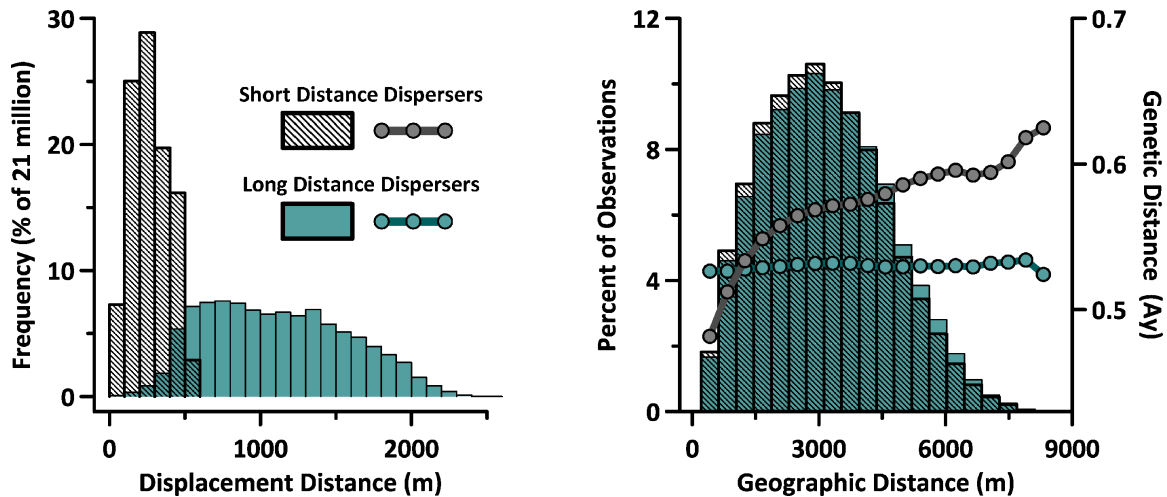 30
20
10
0
Frequency (% of 21 million)
0
1000
2000
Displacement Distance (m)
Short Distance Dispersers
Long Distance Dispersers
12
8
4
0
Percent of Observations
0
3000
6000
9000
Geographic Distance (m)
0.7
0.6
0.5
Genetic Distance (Ay)